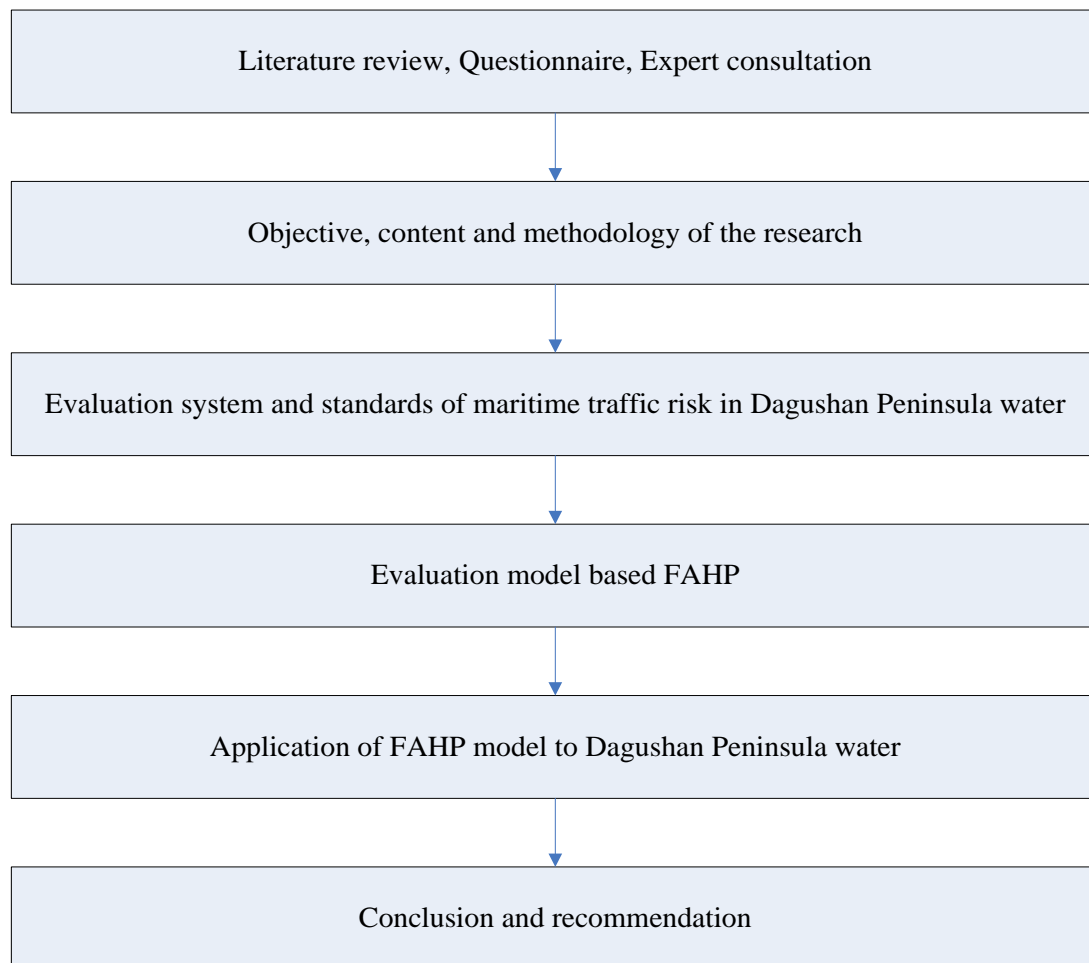 Literature review, Questionnaire, Expert consultation
Objective, content and methodology of the research
Evaluation system and standards of maritime traffic risk in Dagushan Peninsula water
Evaluation model based FAHP
Application of FAHP model to Dagushan Peninsula water
Conclusion and recommendation